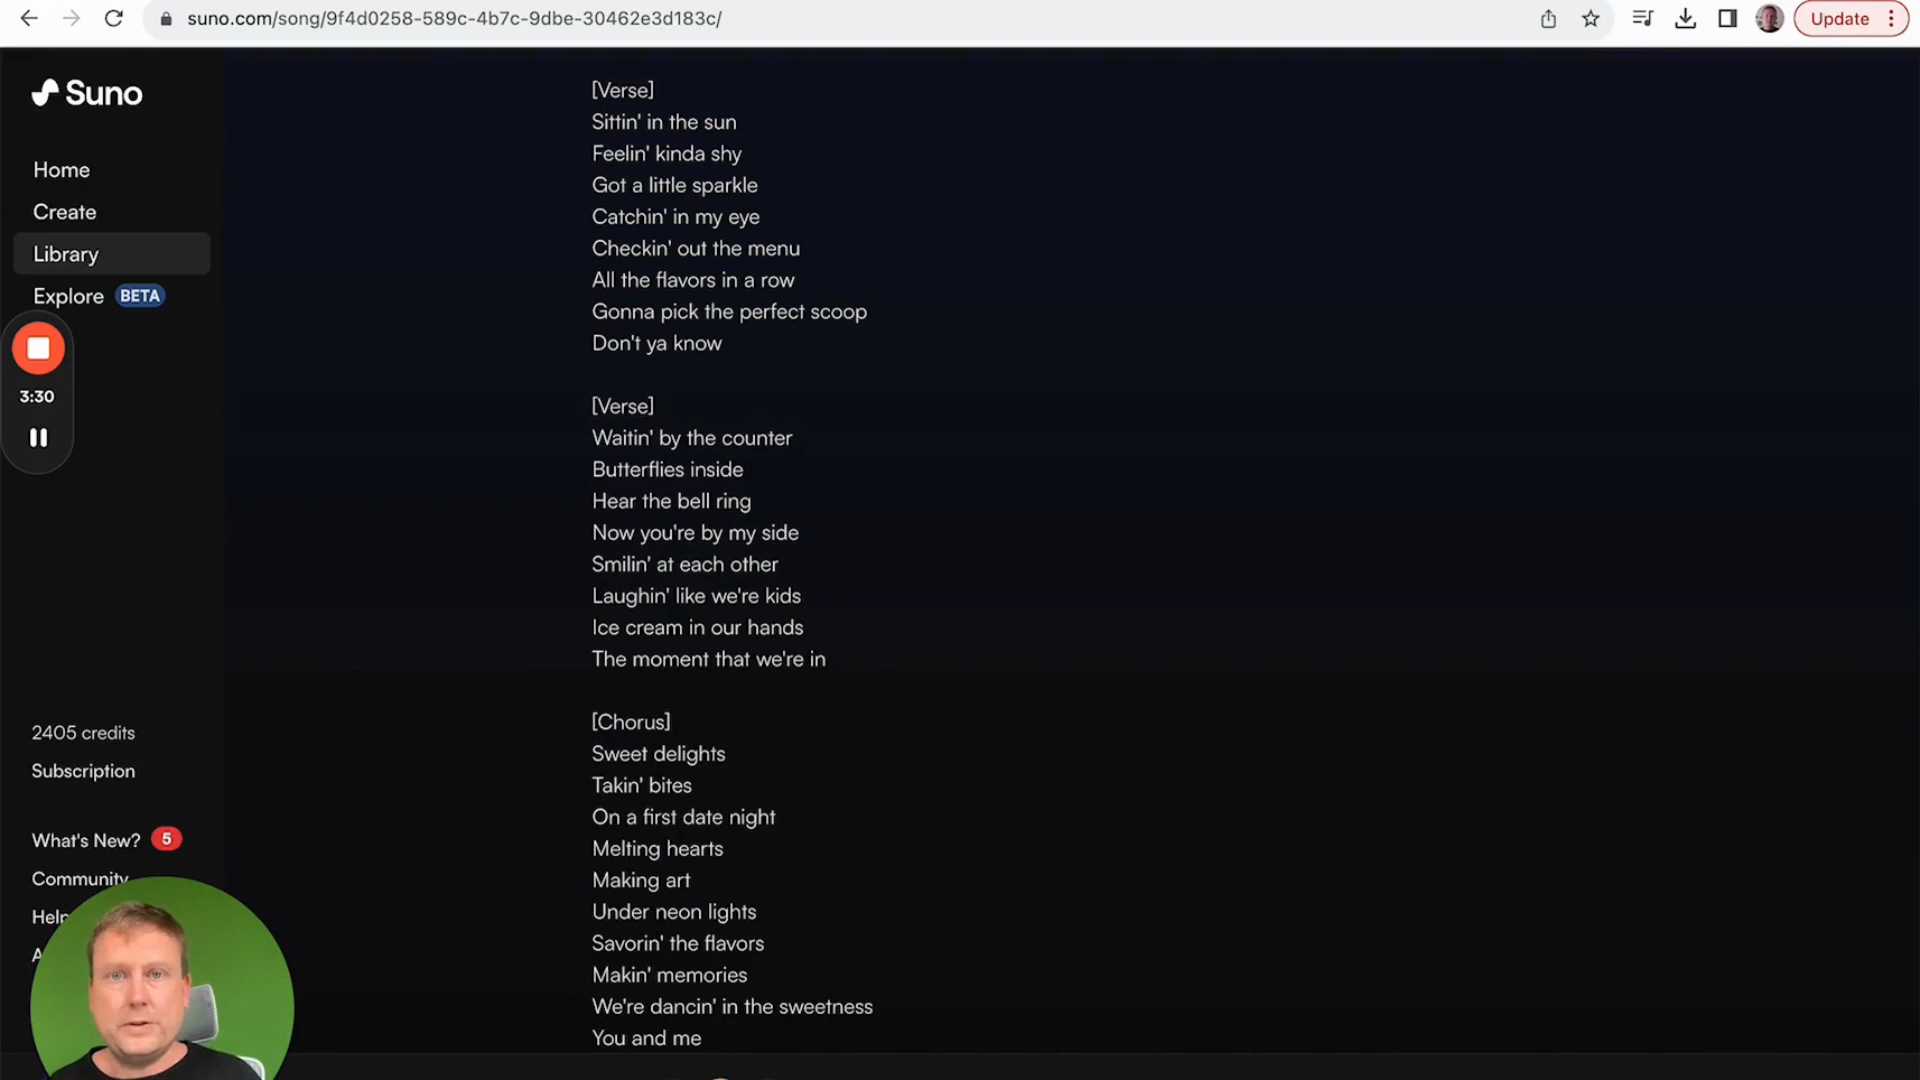 suno.com/song/9f4d0258-589c-4b7c-9dbe-30462e3d183c/
Update
Suno
Home
Create
Library
Explore BETA
3:30
2405 credits
Subscription
What's New? 5
Community
Help
A
[Verse]
Sittin' in the sun
Feelin' kinda shy
Got a little sparkle
Catchin' in my eye
Checkin' out the menu
All the flavors in a row
Gonna pick the perfect scoop
Don't ya know
[Verse]
Waitin' by the counter
Butterflies inside
Hear the bell ring
Now you're by my side
Smilin' at each other
Laughin' like we're kids
Ice cream in our hands
The moment that we're in
[Chorus]
Sweet delights
Takin' bites
On a first date night
Melting hearts
Making art
Under neon lights
Savorin' the flavors
Makin' memories
We're dancin' in the sweetness
You and me